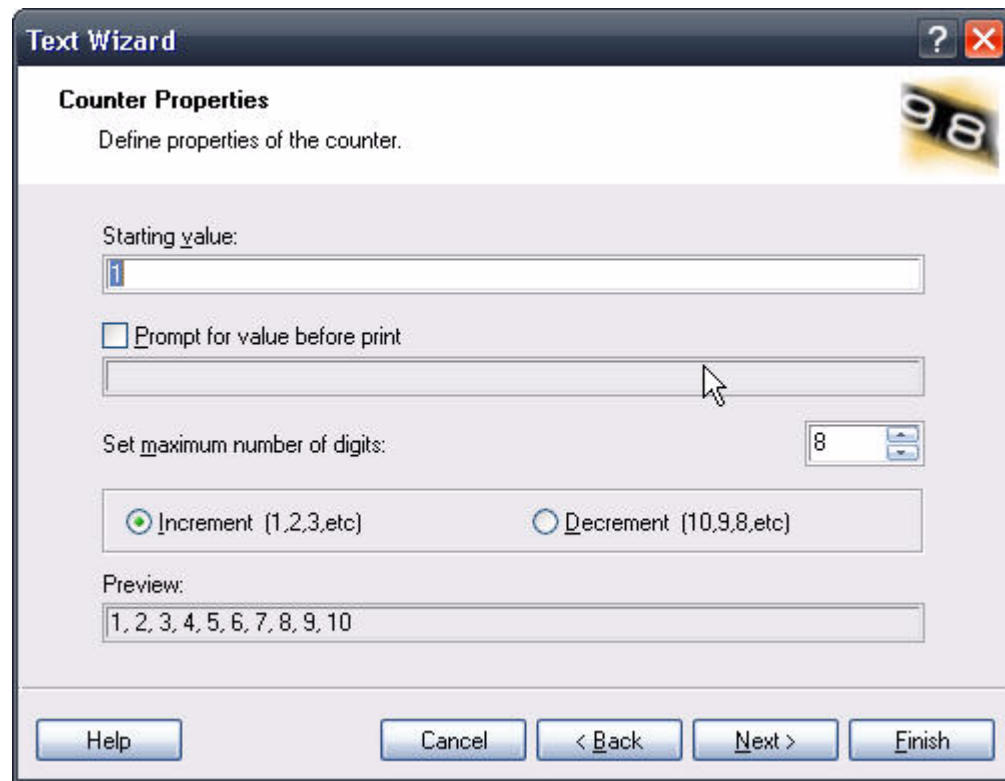 Text Wizard
?
Counter Properties
98
Define properties of the counter.
Starting value:
1
Prompt for value before print
Set maximum number of digits:
8
Increment (1,2,3,etc)
Decrement (10,9,8,etc)
Preview:
1, 2, 3, 4, 5, 6, 7, 8, 9, 10
Help
Cancel
< Back
Next >
Finish